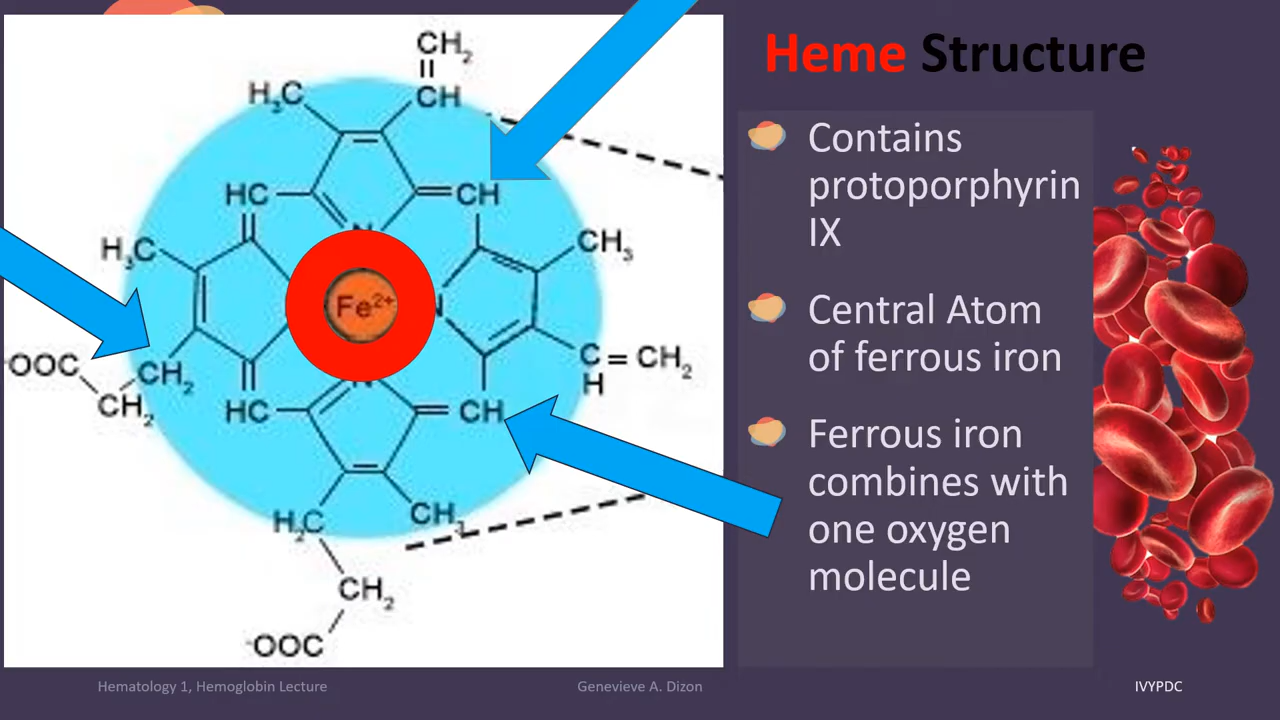 Heme Structure
Contains
protoporphyrin
IX
Central Atom
of ferrous iron
Ferrous iron
combines with
one oxygen
molecule
CH₂
H₃C
CH
HC
CH
H₃C
CH₃
N
Fe²⁺
N
⁻OOC
CH₂
CH₂
C=CH₂
H
HC
CH
N
H₂C
CH₃
CH₂
⁻OOC
Hematology 1, Hemoglobin Lecture
Genevieve A. Dizon
IVYPDC